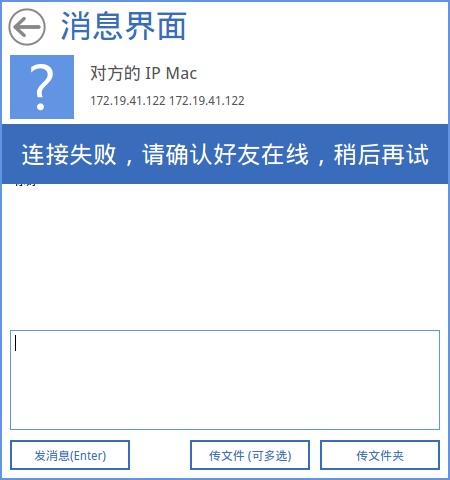 消息界面
?
对方的 IP Mac
172.19.41.122 172.19.41.122
连接失败，请确认好友在线，稍后再试
发消息(Enter)
传文件 (可多选)
传文件夹